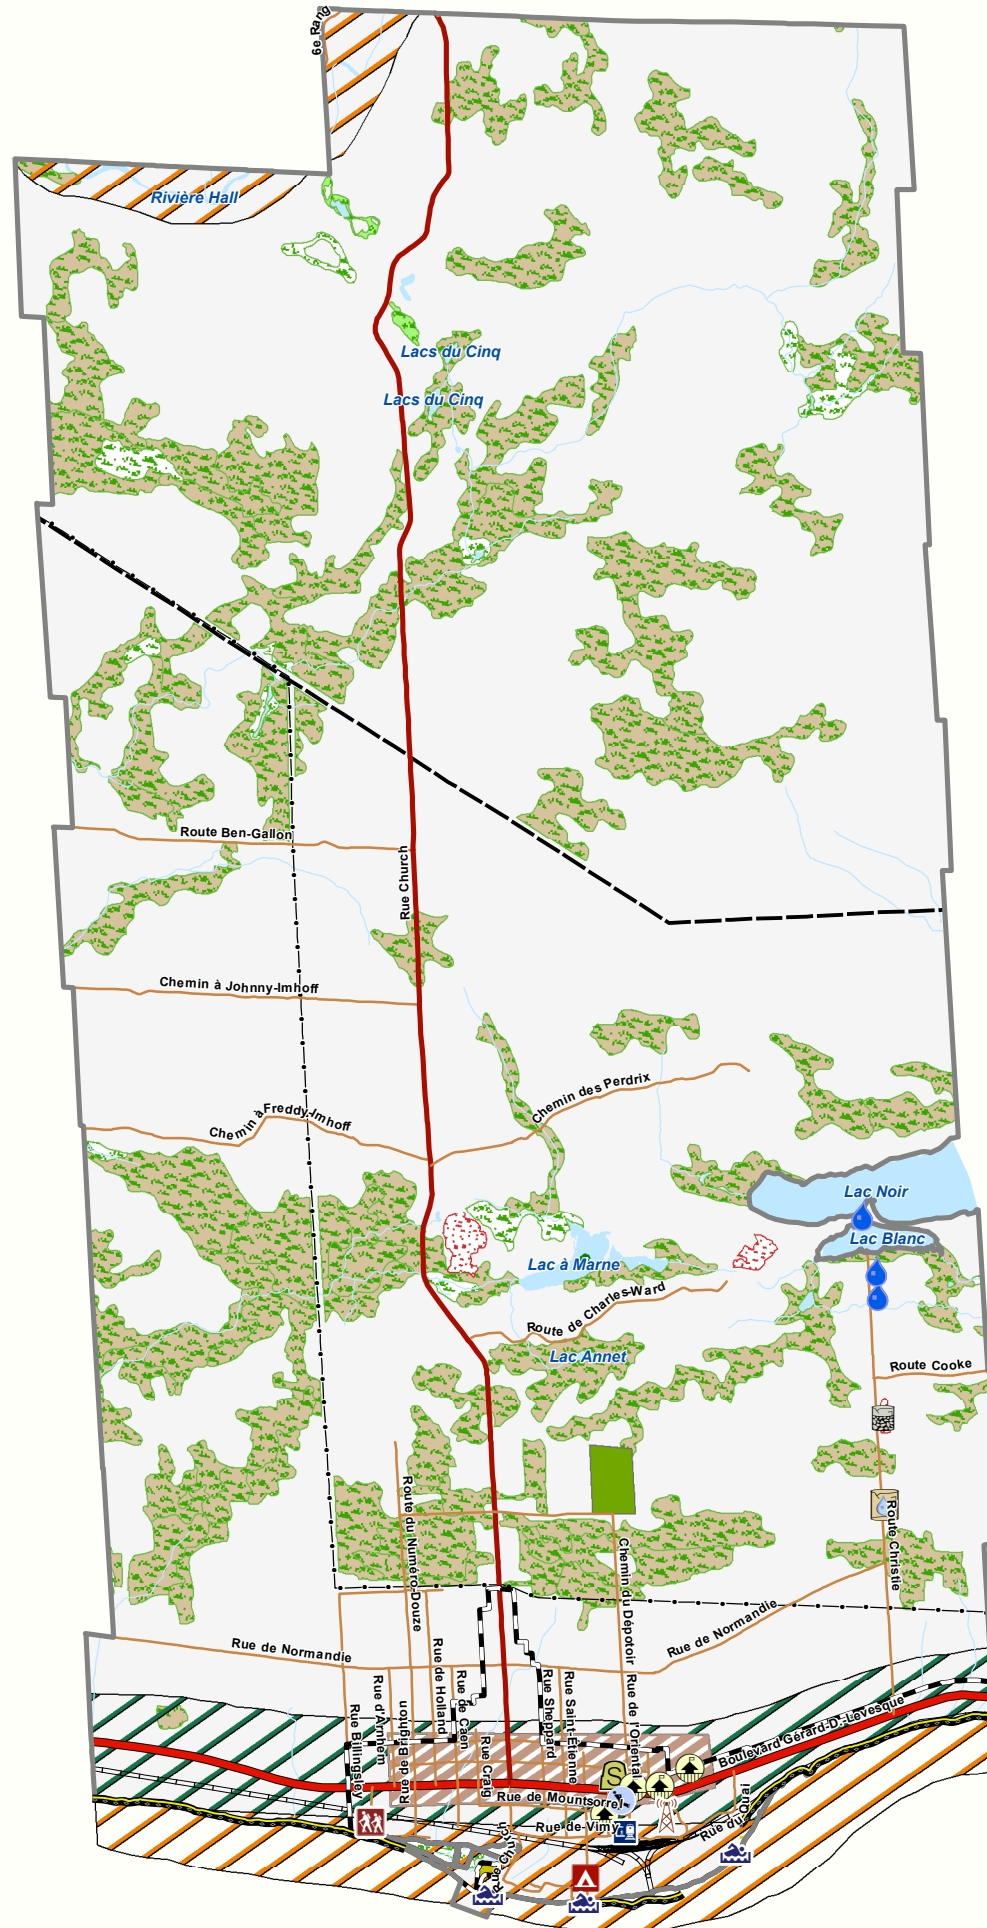 6e Rang
Rivière Hall
Lacs du Cinq
Lacs du Cinq
Route Ben-Gallon
Rue Church
Chemin à Johnny-Imhoff
Chemin des Perdrix
Chemin à Freddy-Imhoff
Lac Noir
Lac Blanc
Lac à Marne
Route de Charles-Ward
Lac Annet
Route Cooke
Route du Numéro-Douze
Route Christie
Chemin du Dépotoir
Rue de Normandie
Rue de Normandie
Rue de Holland
Rue de Caen
Rue d'Arnhem
Rue Billingsley
Rue de Brighton
Rue Craig
Rue Sheppard
Rue Saint-Étienne
Rue de l'Oriental
Boulevard Gérard-D.-Levesque
S
Rue de Mountsorrel
Rue de Vimy
Rue du Quai
Rue Church